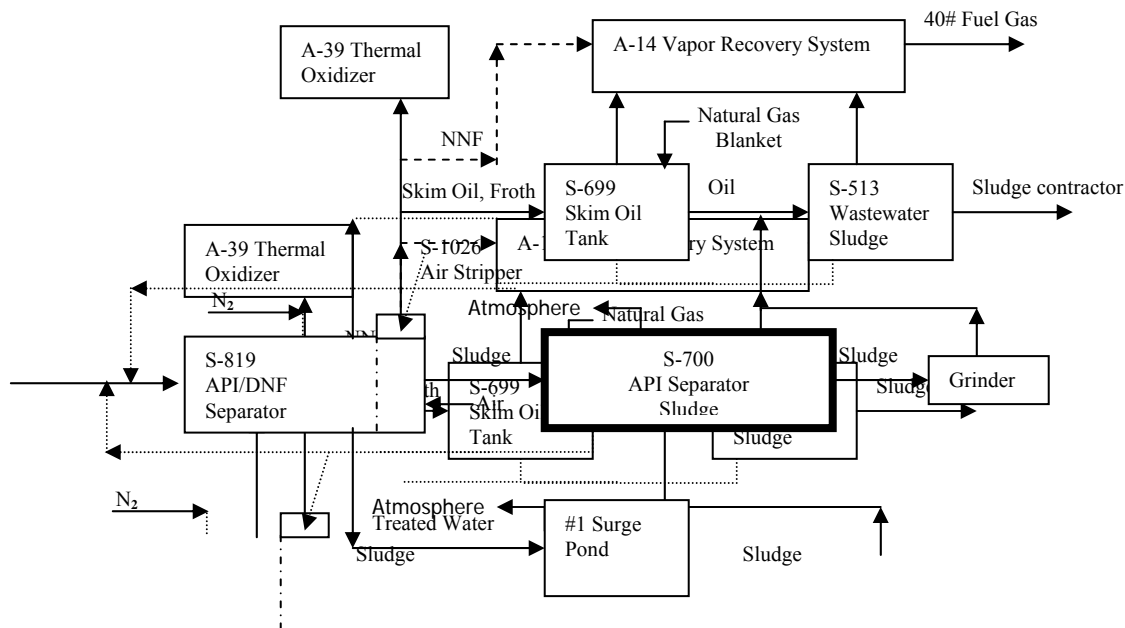 40# Fuel Gas
A-39 Thermal
Oxidizer
A-14 Vapor Recovery System
Natural Gas
Blanket
NNF
Skim Oil, Froth
S-699
Skim Oil
Tank
Oil
S-513
Wastewater
Sludge
Sludge contractor
A-39 Thermal
Oxidizer
S-1026
Air Stripper
System
N₂
Atmosphere
Natural Gas
S-819
API/DNF
Separator
Sludge
S-700
API Separator
Sludge
Sludge
Sludge
Grinder
Air
S-699
Skim Oil
Tank
Sludge
N₂
Atmosphere
Treated Water
Sludge
#1 Surge
Pond
Sludge